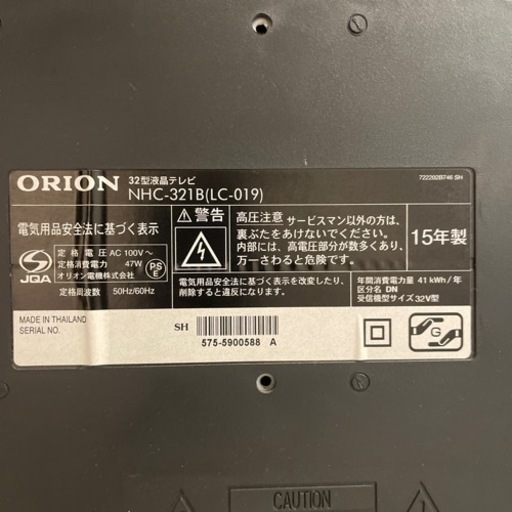 722202B746 SH
ORION
32型液晶テレビ
NHC-321B(LC-019)
電気用品安全法に基づく表示
定格電圧 AC 100V~
定格消費電力 47W
オリオン電機株式会社
定格周波数 50Hz/60Hz
JQA
PS
E
警告
高圧注意 サービスマン以外の方は、
裏ぶたをあけないでください。
内部には、高電圧部分が数多くあり、
万一さわると危険です。
電気用品安全法に基づく表示を改変したり、
削除すると違反になります。
15年製
年間消費電力量 41 kWh/年
区分名 DN
受信機型サイズ 32V型
MADE IN THAILAND
SERIAL NO.
SH
575-5900588 A
G
CAUTION